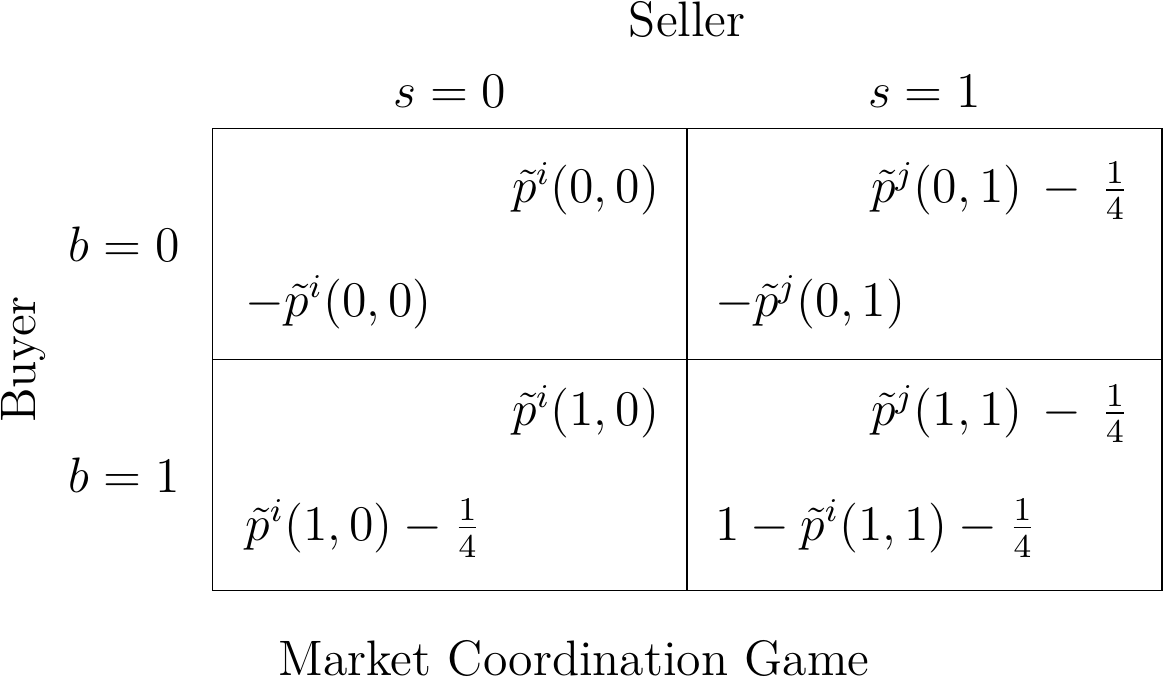 Seller
s = 0 s = 1
p̃^i(0, 0) p̃^j(0, 1) − 1/4
b = 0
−p̃^i(0, 0) −p̃^j(0, 1)
Buyer
p̃^i(1, 0) p̃^j(1, 1) − 1/4
b = 1
p̃^i(1, 0) − 1/4 1 − p̃^i(1, 1) − 1/4
Market Coordination Game